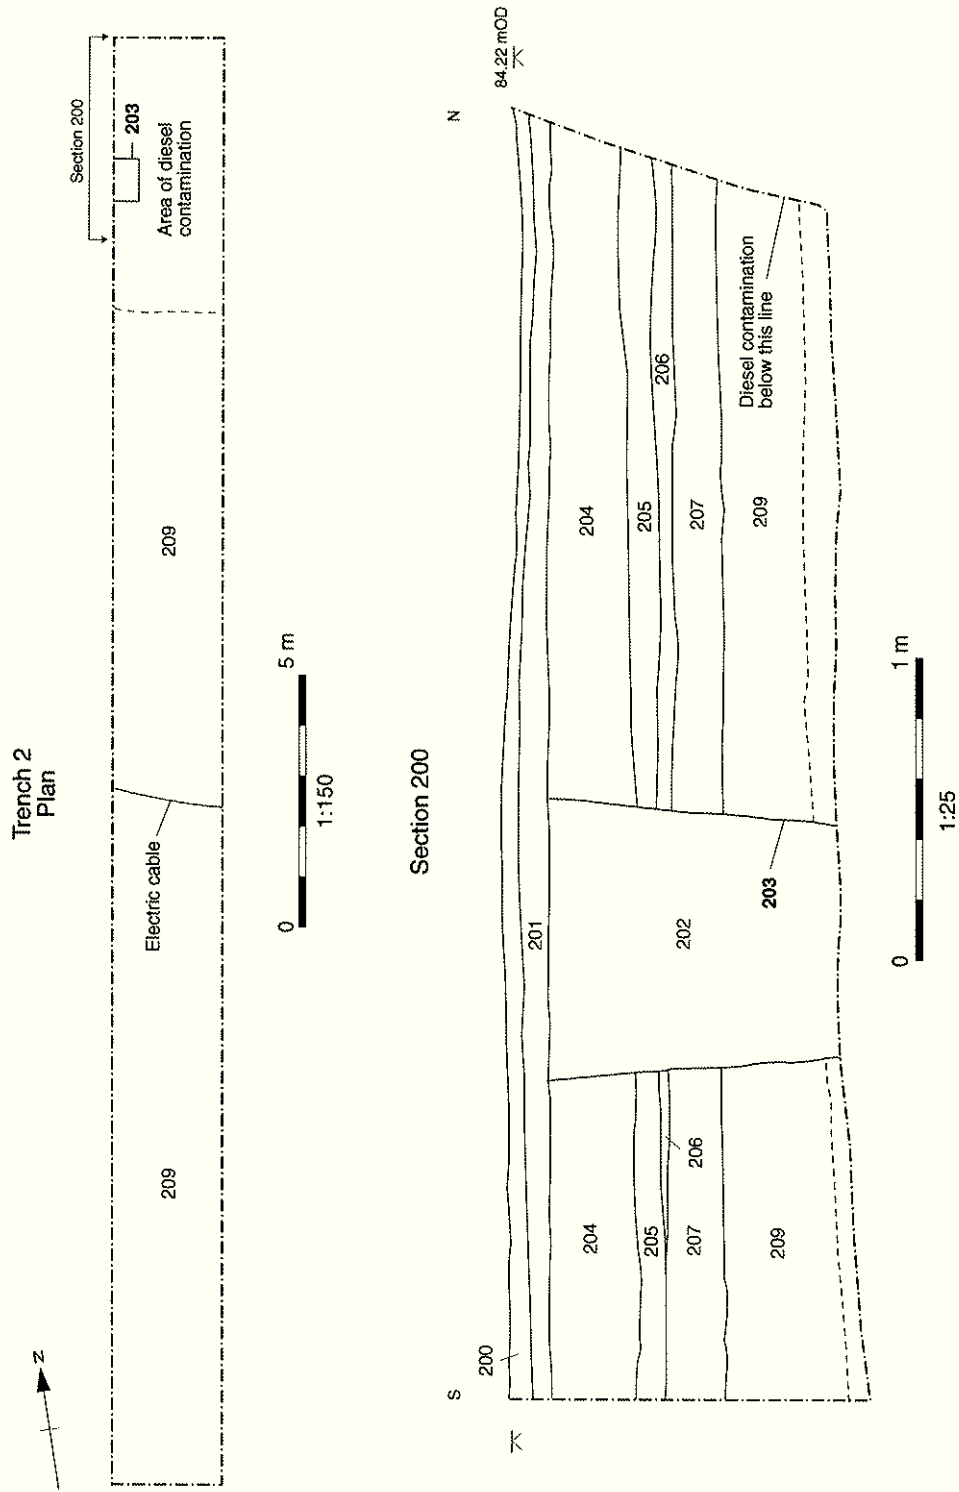 Trench 2
Plan
Section 200
203
Area of diesel
contamination
209
209
Electric cable
N
0
5 m
1:150
Section 200
S
N
84.22 mOD
200
201
202
203
204
204
205
205
206
206
207
207
209
209
Diesel contamination
below this line
0
1 m
1:25